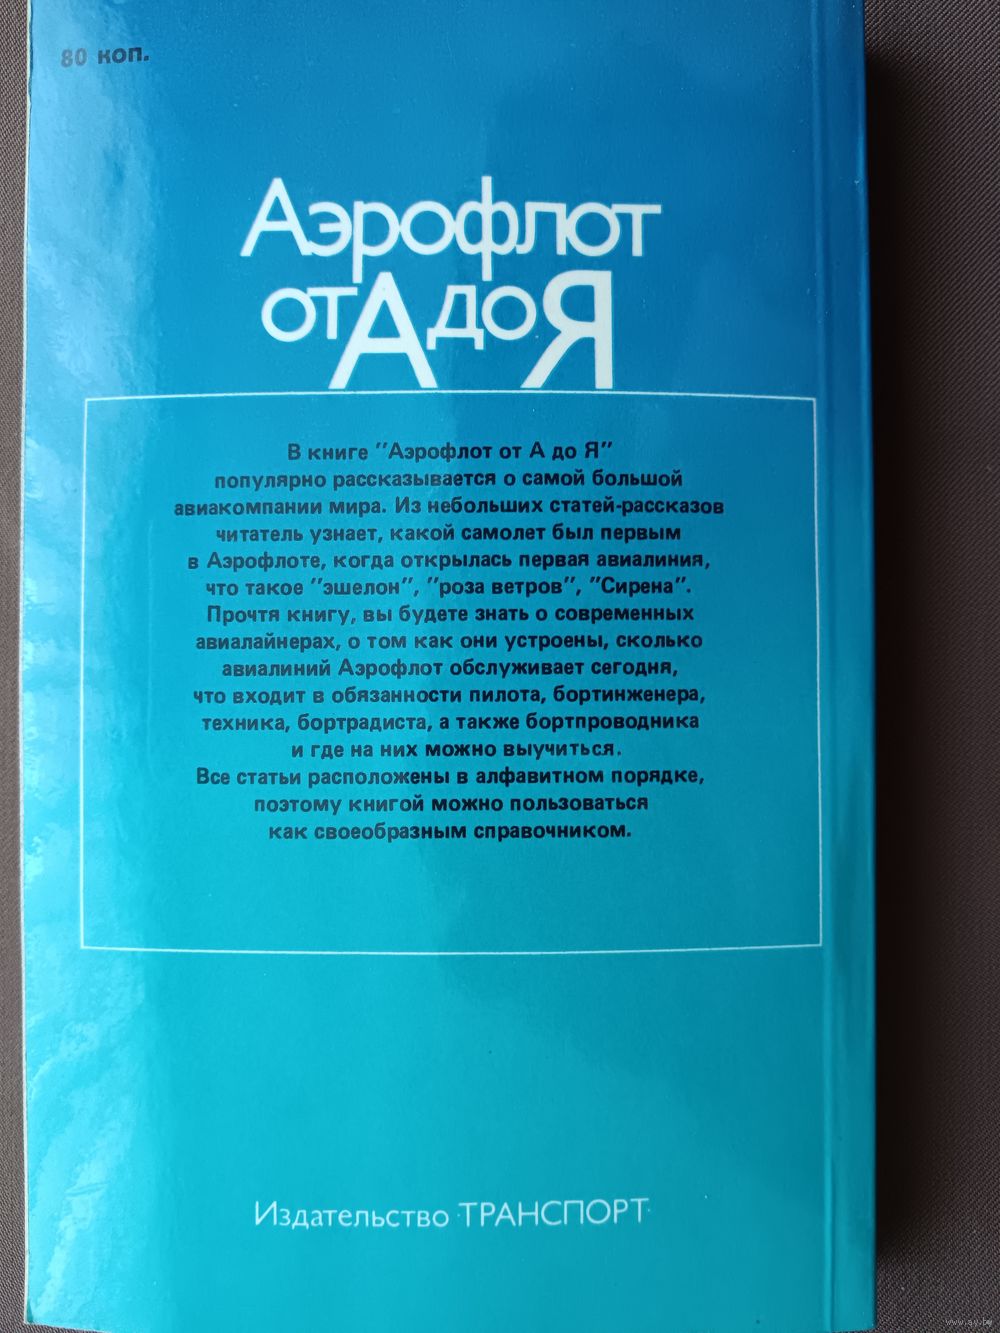 80 коп.
Аэрофлот
от А до Я
В книге "Аэрофлот от А до Я"
популярно рассказывается о самой большой
авиакомпании мира. Из небольших статей-рассказов
читатель узнает, какой самолет был первым
в Аэрофлоте, когда открылась первая авиалиния,
что такое "эшелон", "роза ветров", "Сирена".
Прочтя книгу, вы будете знать о современных
авиалайнерах, о том как они устроены, сколько
авиалиний Аэрофлот обслуживает сегодня,
что входит в обязанности пилота, бортинженера,
техника, бортрадиста, а также бортпроводника
и где на них можно выучиться.
Все статьи расположены в алфавитном порядке,
поэтому книгой можно пользоваться
как своеобразным справочником.
Издательство ТРАНСПОРТ
www.ay.by